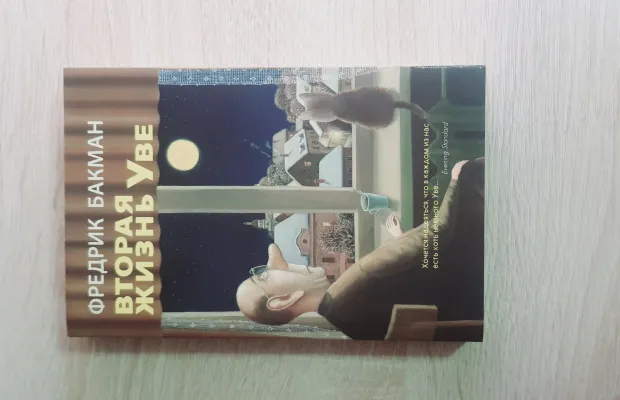 ФРЕДРИК БАКМАН
ВТОРАЯ
ЖИЗНЬ УВЕ
Хочется надеяться, что в каждом из нас
есть хоть немного Уве...
Evening Standard